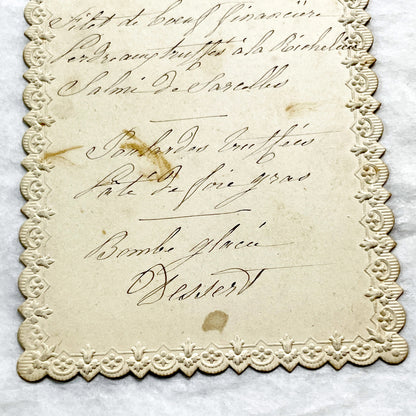 Filet de bœuf financière
Perdreaux truffés à la Richelieu
Salmi de Sarcelles
Poulardes truffées
Pâté de foie gras
Bombe glacée
Dessert